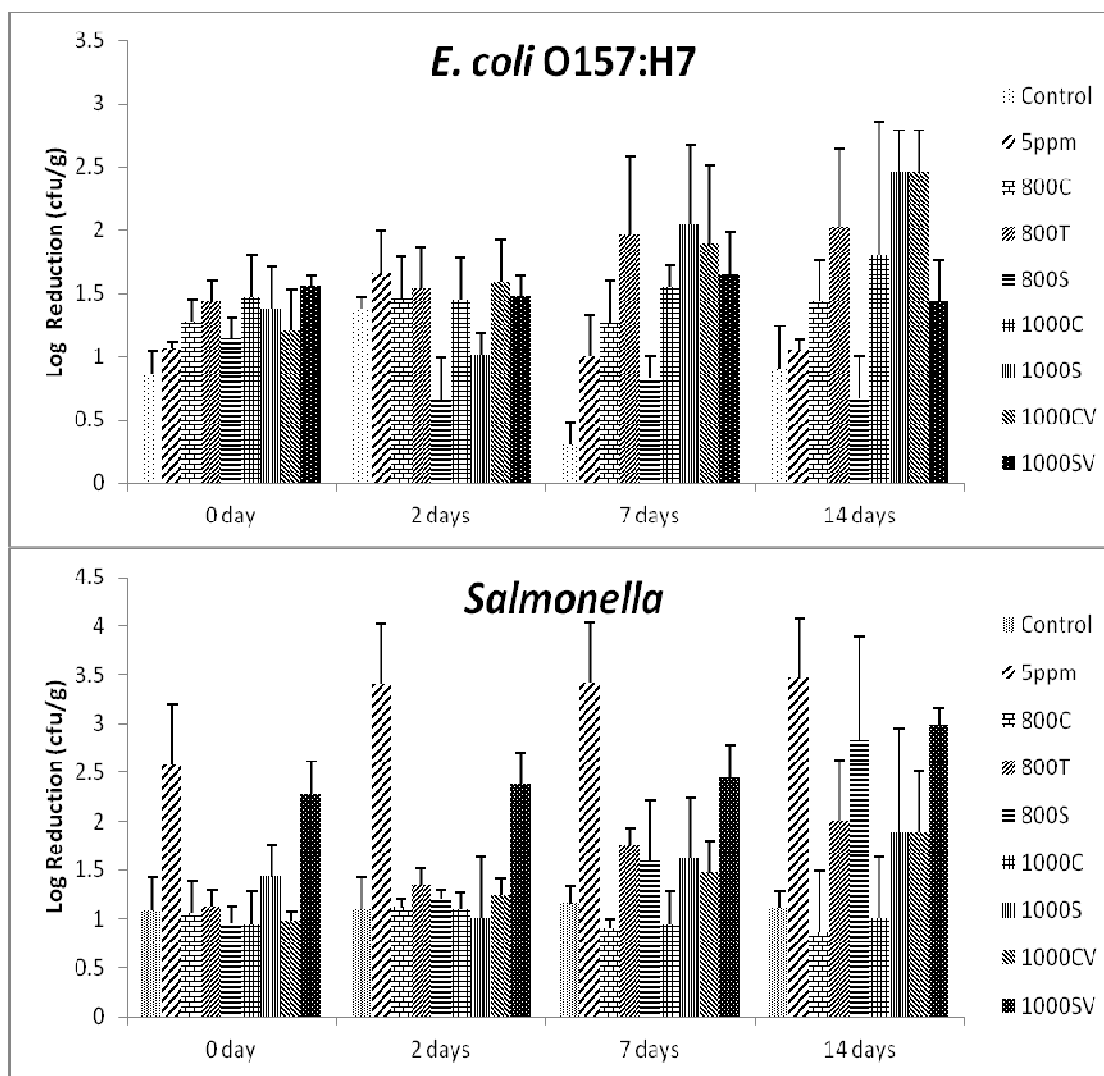 E. coli O157:H7
Log Reduction (cfu/g)
3.5
3
2.5
2
1.5
1
0.5
0
0 day
2 days
7 days
14 days
Control
5ppm
800C
800T
800S
1000C
1000S
1000CV
1000SV
Salmonella
Log Reduction (cfu/g)
4.5
4
3.5
3
2.5
2
1.5
1
0.5
0
0 day
2 days
7 days
14 days
Control
5ppm
800C
800T
800S
1000C
1000S
1000CV
1000SV